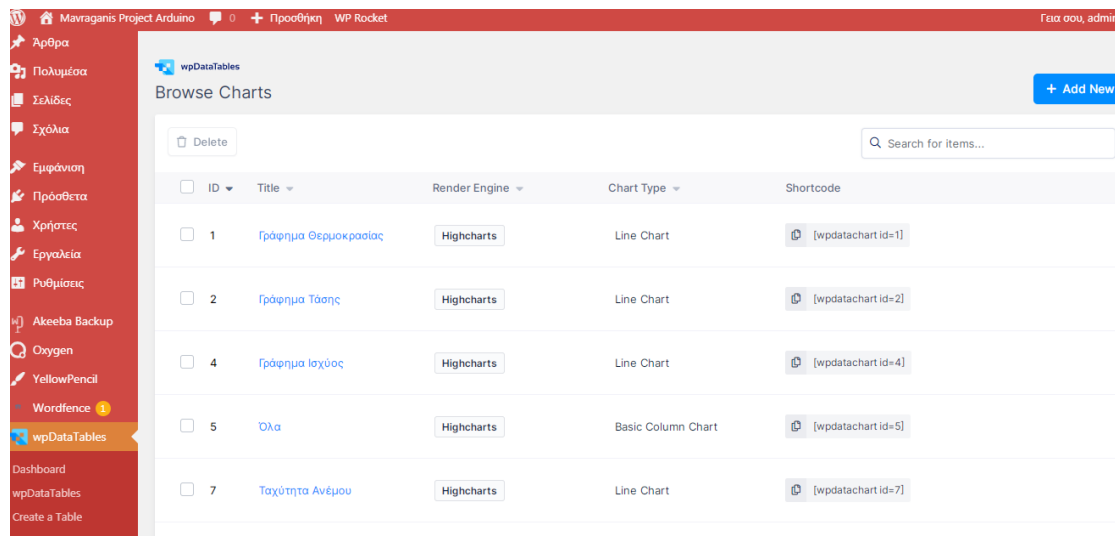 Mavraganis Project Arduino 0 + Προσθήκη WP Rocket Γεια σου, admin
Άρθρα
Πολυμέσα
Σελίδες
Σχόλια
Εμφάνιση
Πρόσθετα
Χρήστες
Εργαλεία
Ρυθμίσεις
Akeeba Backup
Oxygen
YellowPencil
Wordfence 1
wpDataTables
Dashboard
wpDataTables
Create a Table
wpDataTables
Browse Charts
+ Add New
Delete
Search for items...
ID Title Render Engine Chart Type Shortcode
1 Γράφημα Θερμοκρασίας Highcharts Line Chart [wpdatachart id=1]
2 Γράφημα Τάσης Highcharts Line Chart [wpdatachart id=2]
4 Γράφημα Ισχύος Highcharts Line Chart [wpdatachart id=4]
5 Όλα Highcharts Basic Column Chart [wpdatachart id=5]
7 Ταχύτητα Ανέμου Highcharts Line Chart [wpdatachart id=7]